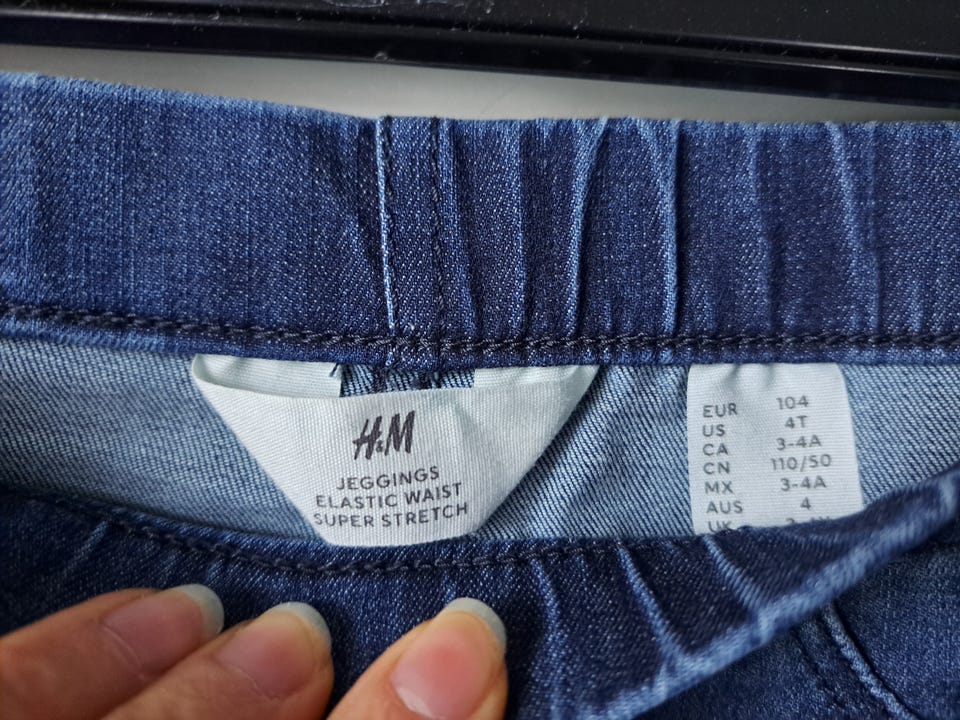 H&M
JEGGINGS
ELASTIC WAIST
SUPER STRETCH
EUR 104
US 4T
CA 3-4A
CN 110/50
MX 3-4A
AUS 4
UK